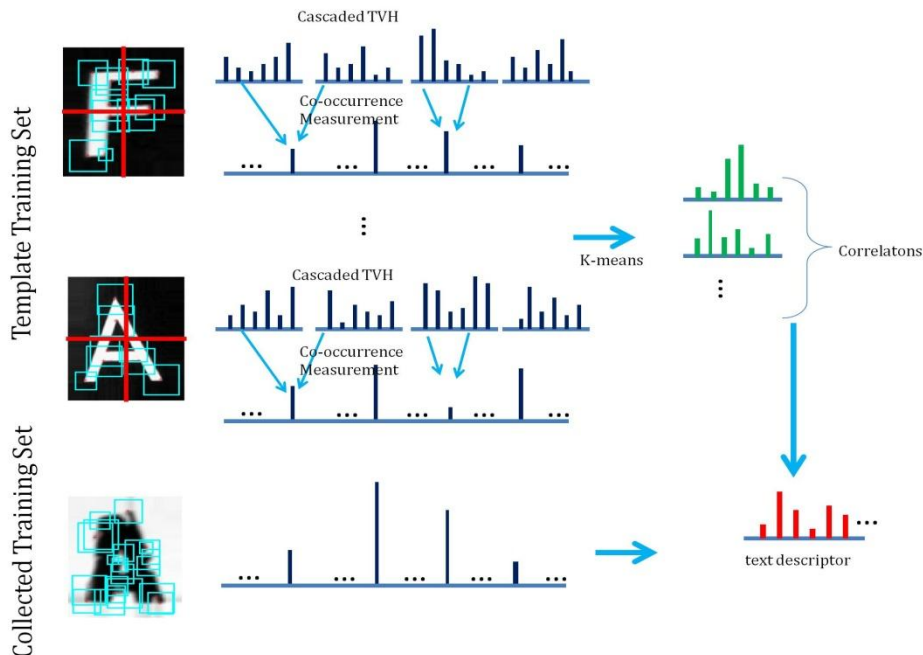 Template Training Set
Collected Training Set
F
Cascaded TVH
Co-occurrence
Measurement
... ... ... ...
⋮
A
Cascaded TVH
Co-occurrence
Measurement
... ... ... ...
K-means
⋮
Correlatons
A
... ... ... ...
...
text descriptor